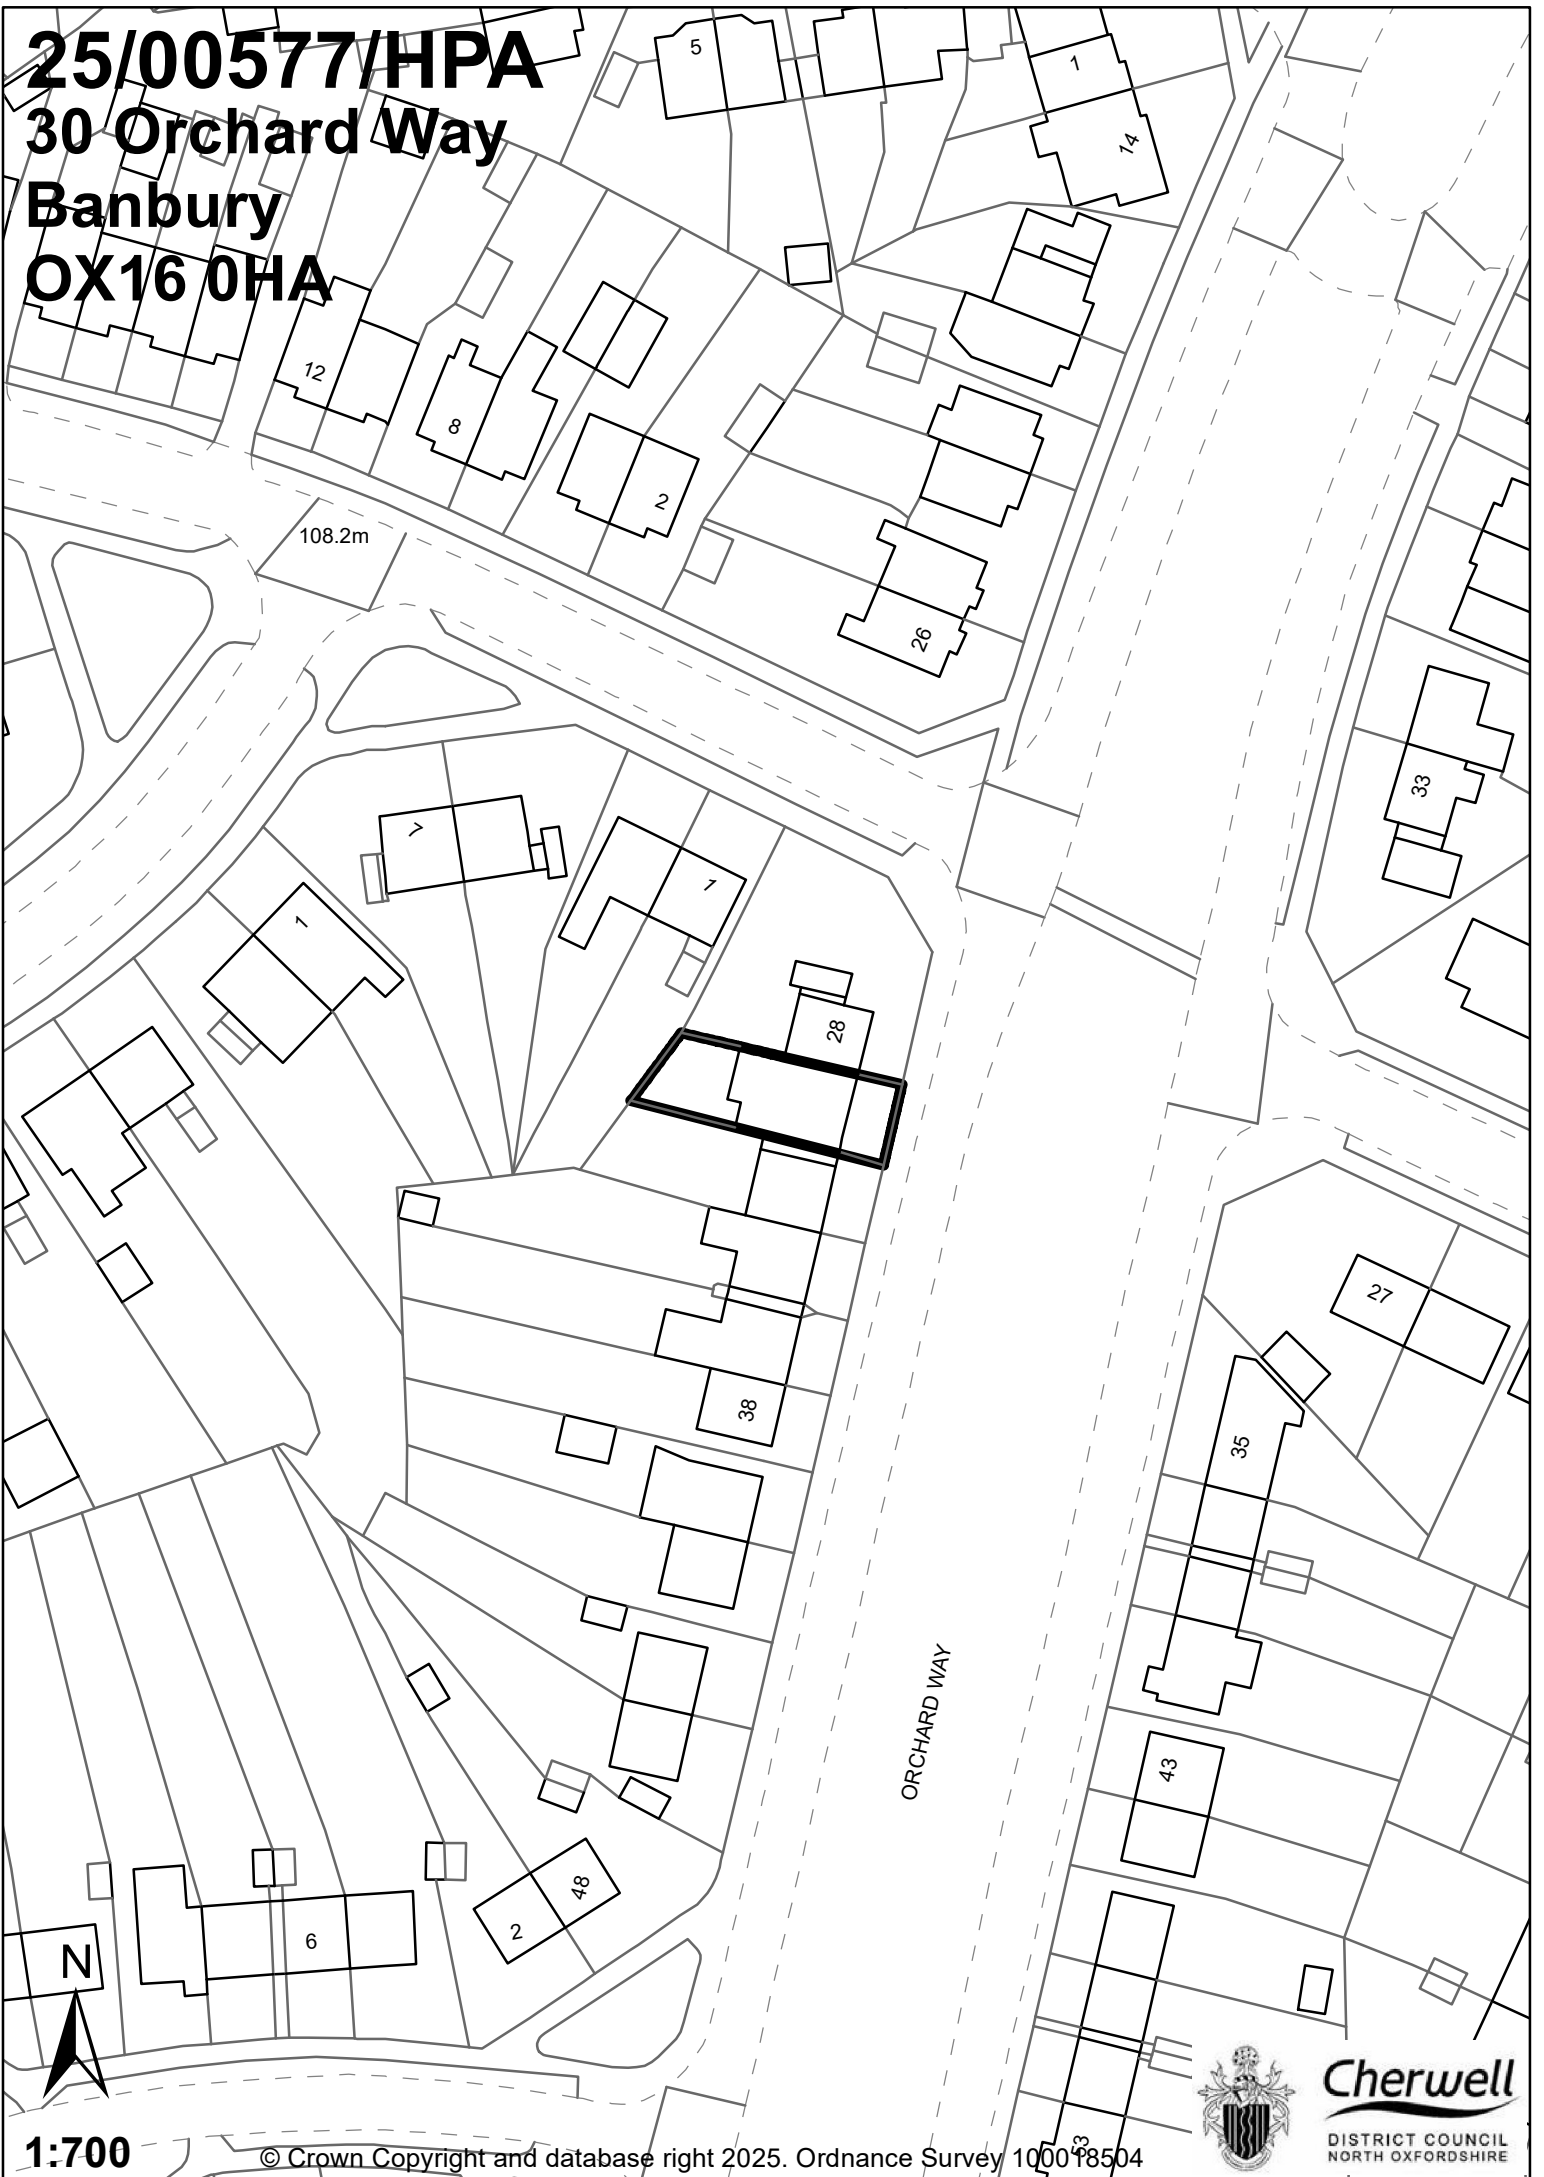 25/00577/HPA
30 Orchard Way
Banbury
OX16 0HA
5
1
14
12
8
2
108.2m
26
33
7
1
1
28
27
38
35
ORCHARD WAY
43
48
2
6
N
53
1:700
© Crown Copyright and database right 2025. Ordnance Survey 100018504
Cherwell
DISTRICT COUNCIL
NORTH OXFORDSHIRE